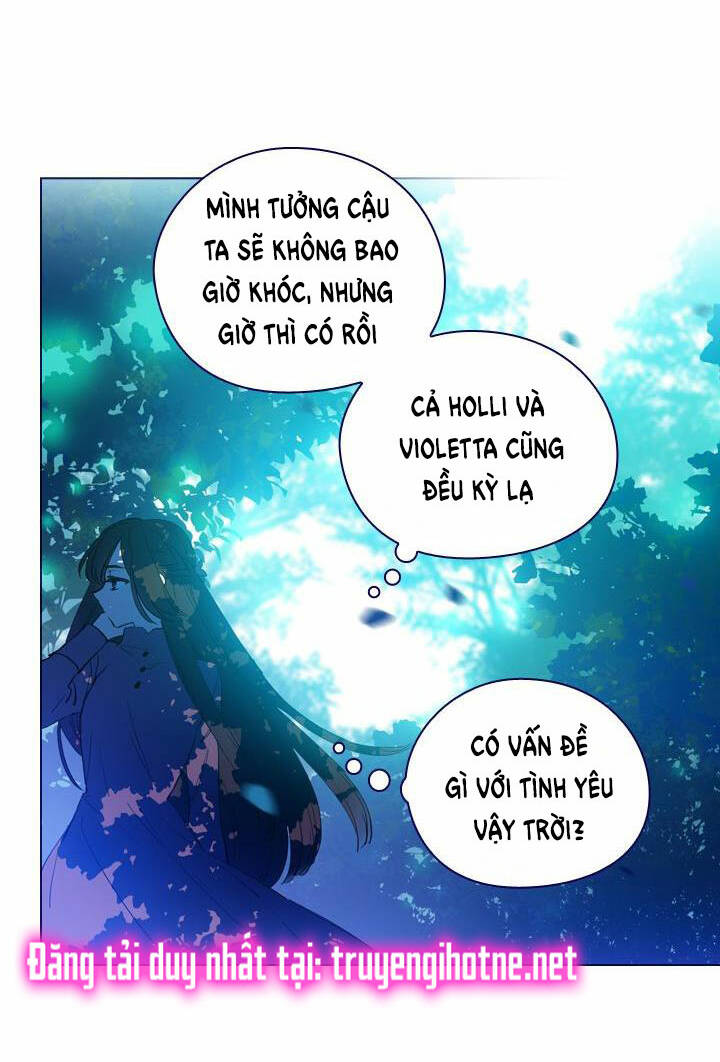 MÌNH TƯỞNG CẬU
TA SẼ KHÔNG BAO
GIỜ KHÓC, NHƯNG
GIỜ THÌ CÓ RỒI
CẢ HOLLI VÀ
VIOLETTA CŨNG
ĐỀU KỲ LẠ
CÓ VẤN ĐỀ
GÌ VỚI TÌNH YÊU
VẬY TRỜI?
Đăng tải duy nhất tại: truyengihotne.net